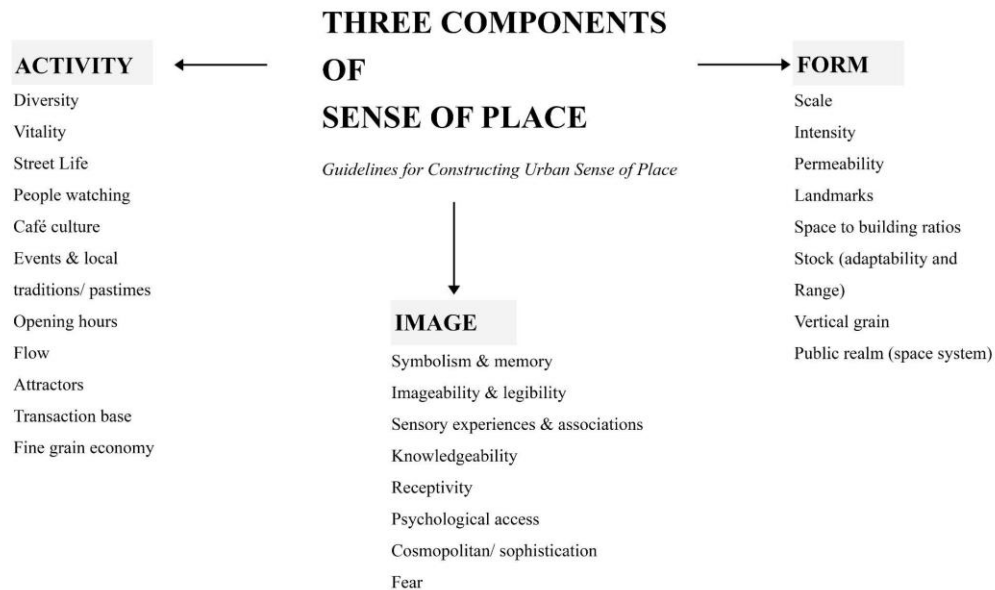 THREE COMPONENTS
OF
SENSE OF PLACE
Guidelines for Constructing Urban Sense of Place
ACTIVITY
Diversity
Vitality
Street Life
People watching
Café culture
Events & local
traditions/ pastimes
Opening hours
Flow
Attractors
Transaction base
Fine grain economy
IMAGE
Symbolism & memory
Imageability & legibility
Sensory experiences & associations
Knowledgeability
Receptivity
Psychological access
Cosmopolitan/ sophistication
Fear
FORM
Scale
Intensity
Permeability
Landmarks
Space to building ratios
Stock (adaptability and
Range)
Vertical grain
Public realm (space system)